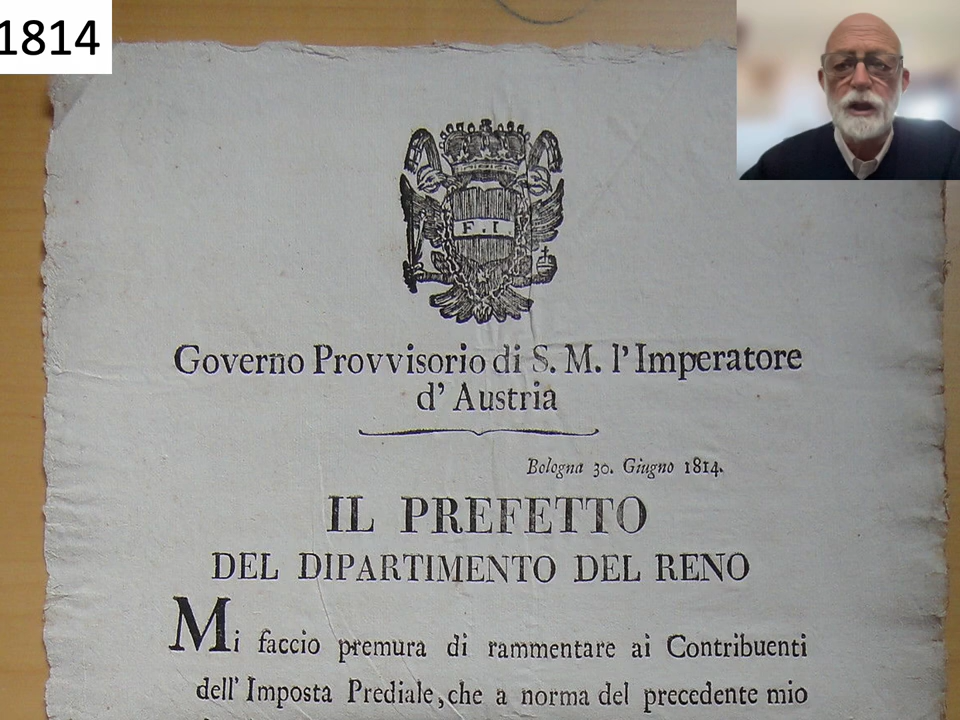 1814
F. I.
Governo Provvisorio di S. M. l' Imperatore
d' Austria
Bologna 30. Giugno 1814.
IL PREFETTO
DEL DIPARTIMENTO DEL RENO
Mi faccio premura di rammentare ai Contribuenti
dell' Imposta Prediale, che a norma del precedente mio